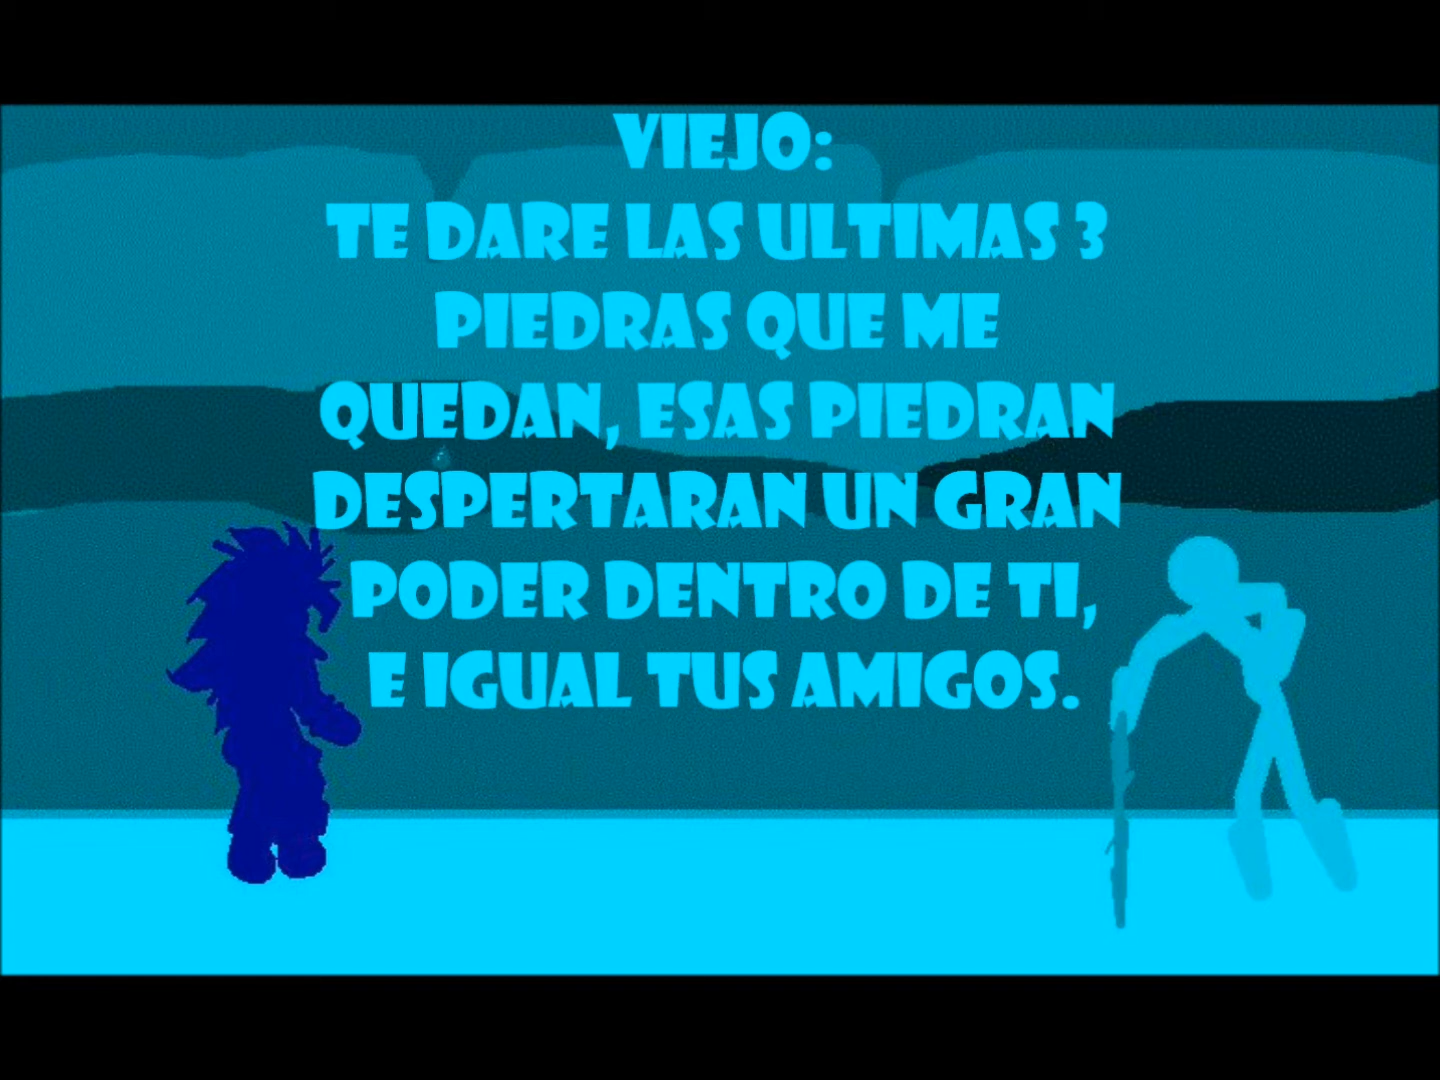 VIEJO:
TE DARE LAS ULTIMAS 3
PIEDRAS QUE ME
QUEDAN, ESAS PIEDRAN
DESPERTARAN UN GRAN
PODER DENTRO DE TI,
E IGUAL TUS AMIGOS.